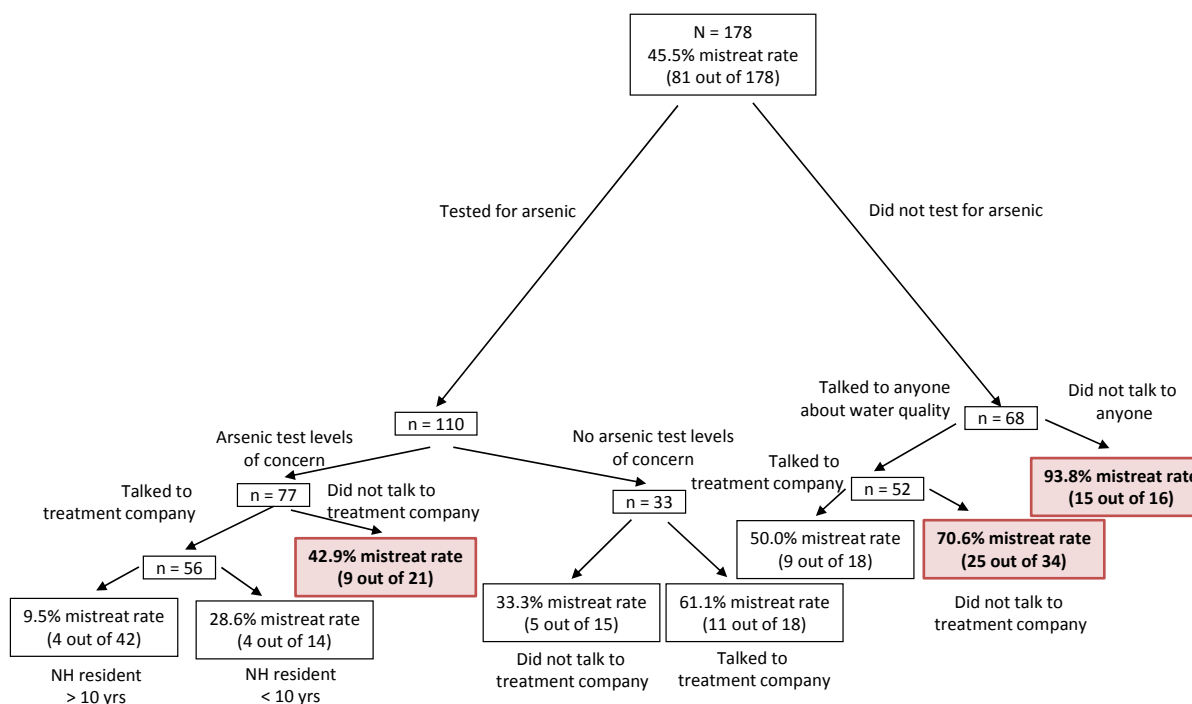 N = 178
45.5% mistreat rate
(81 out of 178)
Tested for arsenic
Did not test for arsenic
n = 110
n = 68
Arsenic test levels
of concern
No arsenic test levels
of concern
Talked to anyone
about water quality
Did not talk to
anyone
n = 77
n = 33
n = 52
93.8% mistreat rate
(15 out of 16)
Talked to
treatment company
Did not talk to
treatment company
n = 56
42.9% mistreat rate
(9 out of 21)
9.5% mistreat rate
(4 out of 42)
NH resident
> 10 yrs
28.6% mistreat rate
(4 out of 14)
NH resident
< 10 yrs
33.3% mistreat rate
(5 out of 15)
Did not talk to
treatment company
61.1% mistreat rate
(11 out of 18)
Talked to
treatment company
Talked to
treatment company
50.0% mistreat rate
(9 out of 18)
70.6% mistreat rate
(25 out of 34)
Did not talk to
treatment company